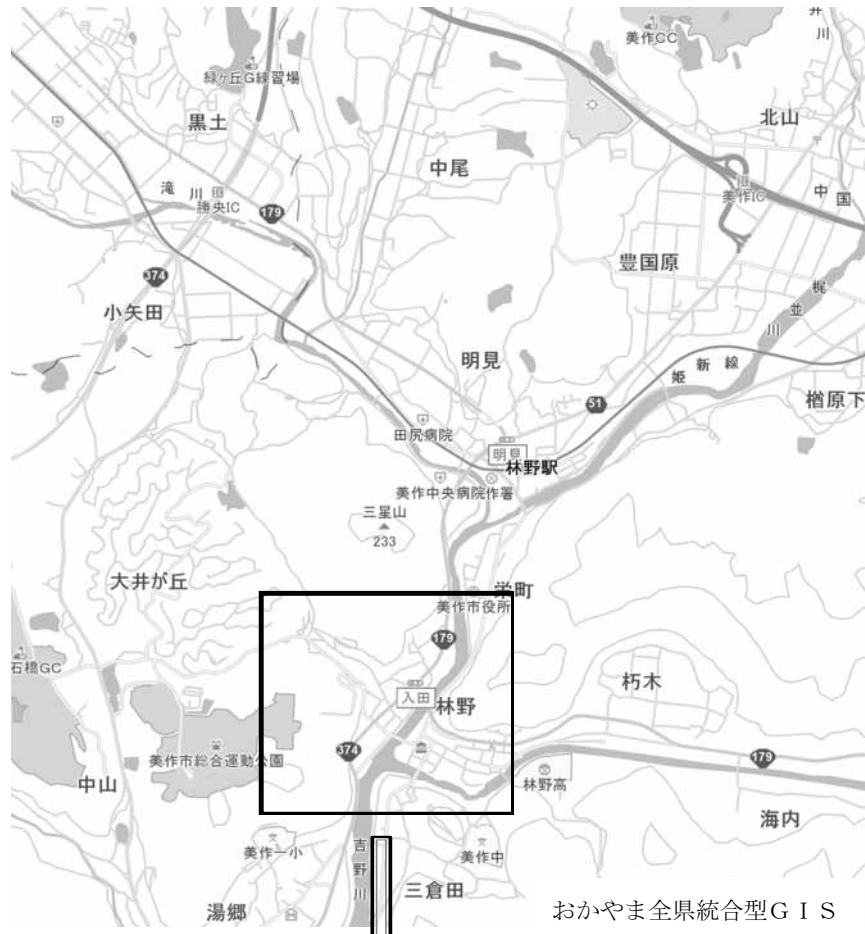 美作CC
井
川
緑ヶ丘G練習場
黒土
北山
中尾
滝川
勝央IC
美作IC
中
国
179
374
豊国原
小矢田
梶
並
川
明見
姫新線
51
楢原下
田尻病院
明見
林野駅
美作中央病院作署
三星山
233
大井が丘
栄町
美作市役所
179
石橋GC
朽木
入田
林野
374
美作市総合運動公園
179
中山
林野高
海内
美作一小
吉野川
美作中
三倉田
湯郷
おかやま全県統合型GIS